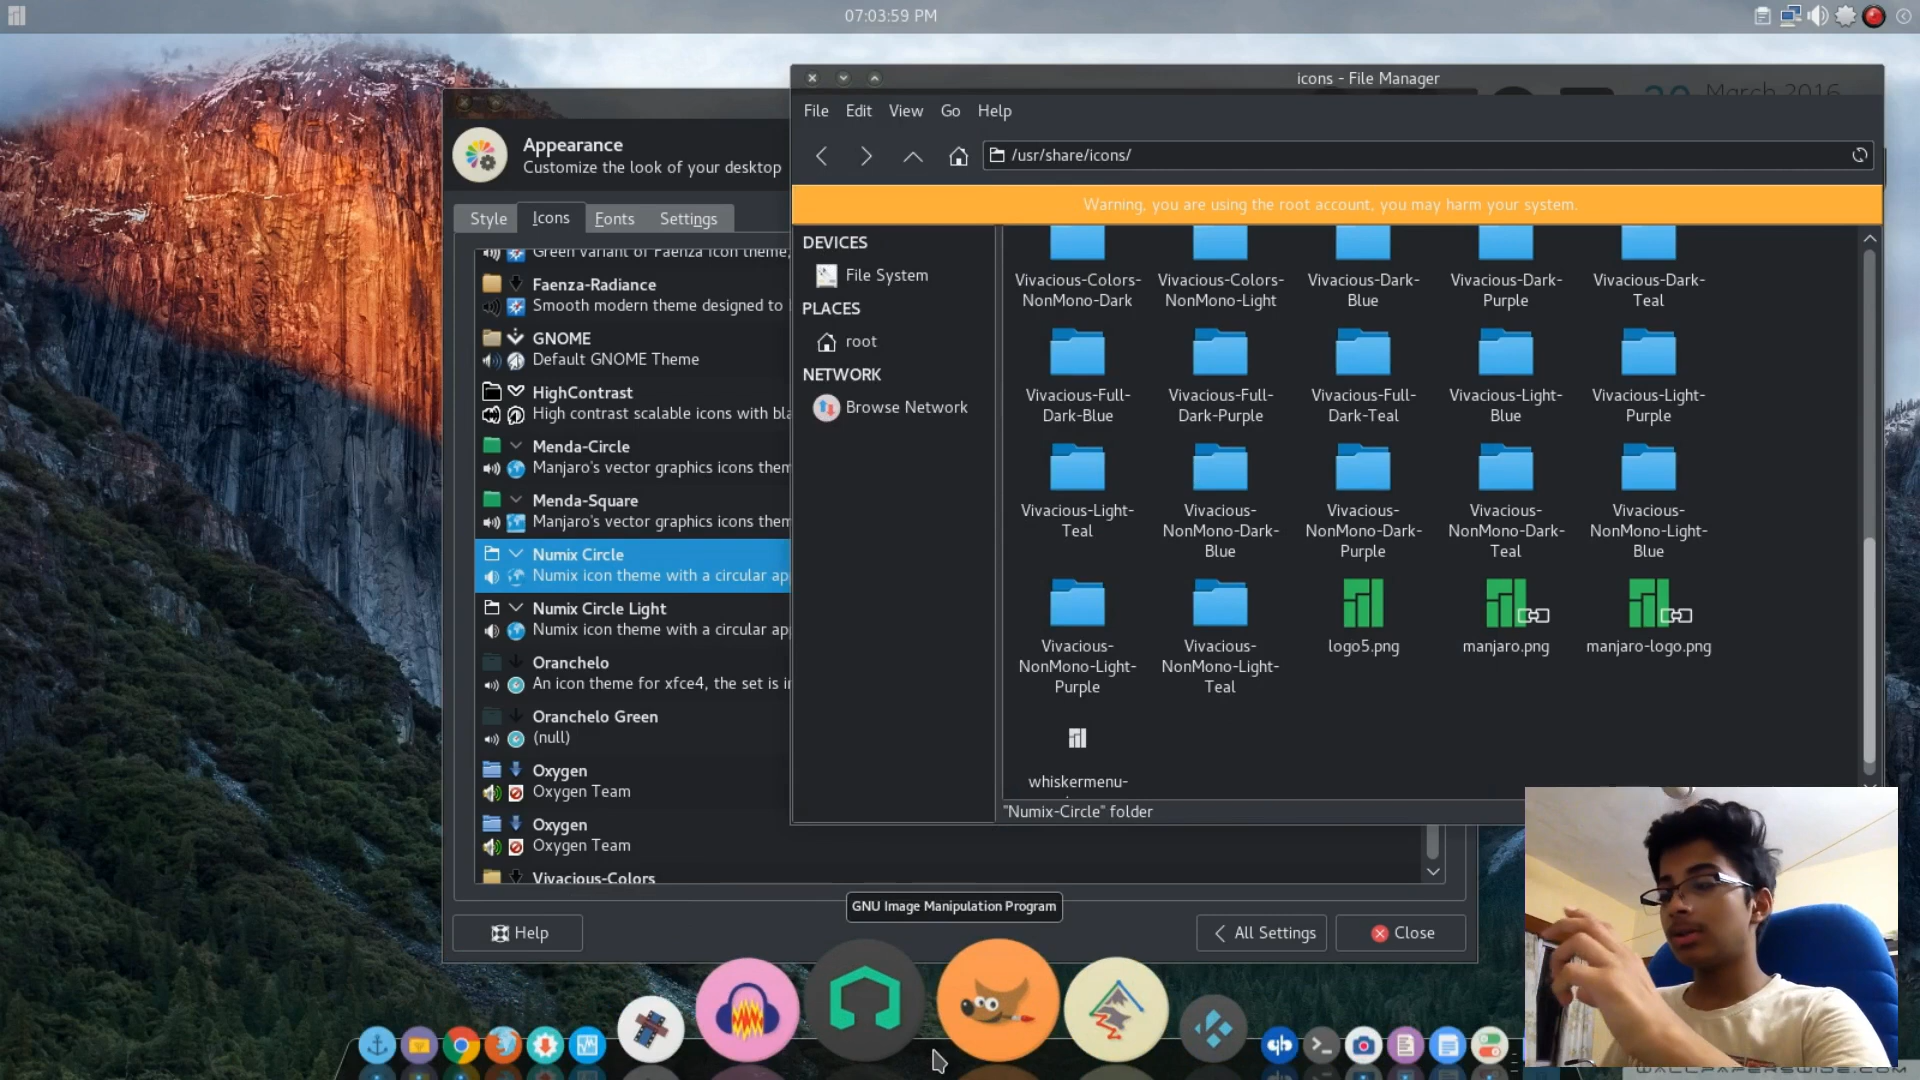 07:03:59 PM
icons - File Manager
March 2016
File Edit View Go Help
/usr/share/icons/
Warning, you are using the root account, you may harm your system.
DEVICES
File System
PLACES
root
NETWORK
Browse Network
Vivacious-Colors-
NonMono-Dark
Vivacious-Colors-
NonMono-Light
Vivacious-Dark-
Blue
Vivacious-Dark-
Purple
Vivacious-Dark-
Teal
Vivacious-Full-
Dark-Blue
Vivacious-Full-
Dark-Purple
Vivacious-Full-
Dark-Teal
Vivacious-Light-
Blue
Vivacious-Light-
Purple
Vivacious-Light-
Teal
Vivacious-
NonMono-Dark-
Blue
Vivacious-
NonMono-Dark-
Purple
Vivacious-
NonMono-Dark-
Teal
Vivacious-
NonMono-Light-
Blue
Vivacious-
NonMono-Light-
Purple
Vivacious-
NonMono-Light-
Teal
logo5.png
manjaro.png
manjaro-logo.png
whiskermenu-
"Numix-Circle" folder
Appearance
Customize the look of your desktop
Style Icons Fonts Settings
Green variant of Faenza icon theme,
Faenza-Radiance
Smooth modern theme designed to
GNOME
Default GNOME Theme
HighContrast
High contrast scalable icons with bla
Menda-Circle
Manjaro's vector graphics icons them
Menda-Square
Manjaro's vector graphics icons them
Numix Circle
Numix icon theme with a circular ap
Numix Circle Light
Numix icon theme with a circular ap
Oranchelo
An icon theme for xfce4, the set is i
Oranchelo Green
(null)
Oxygen
Oxygen Team
Oxygen
Oxygen Team
Vivacious-Colors
Help
All Settings
Close
GNU Image Manipulation Program
WALLPAPERSWIDE.COM